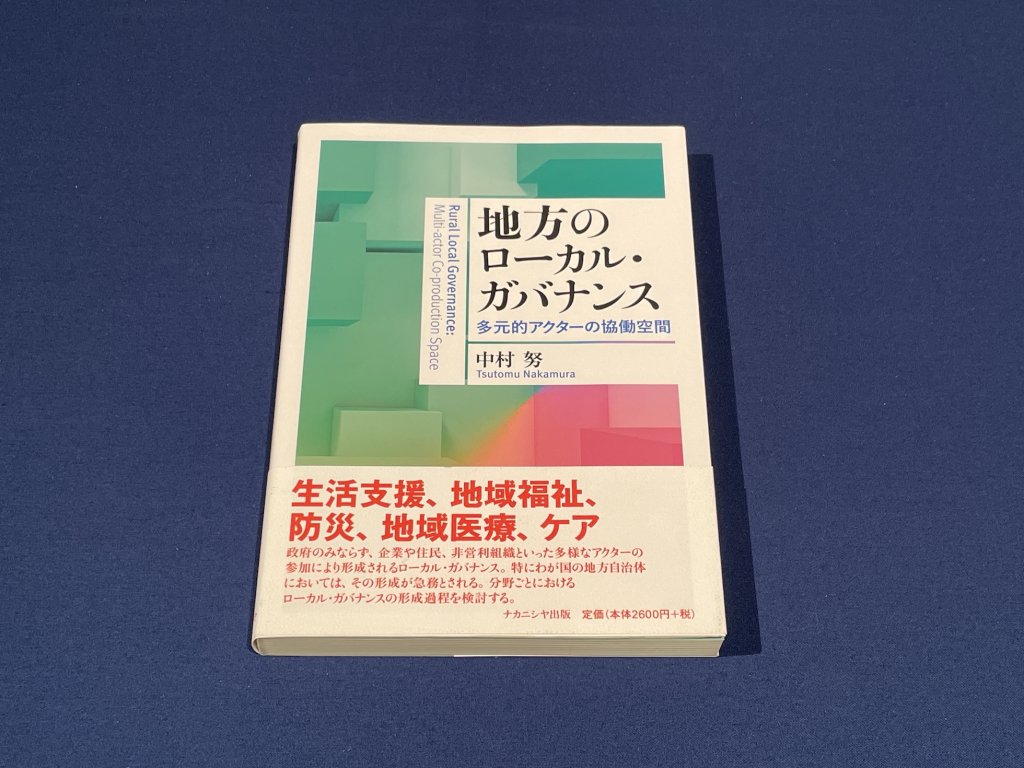 地方の
ローカル・
ガバナンス
多元的アクターの協働空間
Rural Local Governance:
Multi-actor Co-production Space
中村 努
Tsutomu Nakamura
生活支援、地域福祉、
防災、地域医療、ケア
政府のみならず、企業や住民、非営利組織といった多様なアクターの
参加により形成されるローカル・ガバナンス。特にわが国の地方自治体
においては、その形成が急務とされる。分野ごとにおける
ローカル・ガバナンスの形成過程を検討する。
ナカニシヤ出版 定価(本体2600円+税)